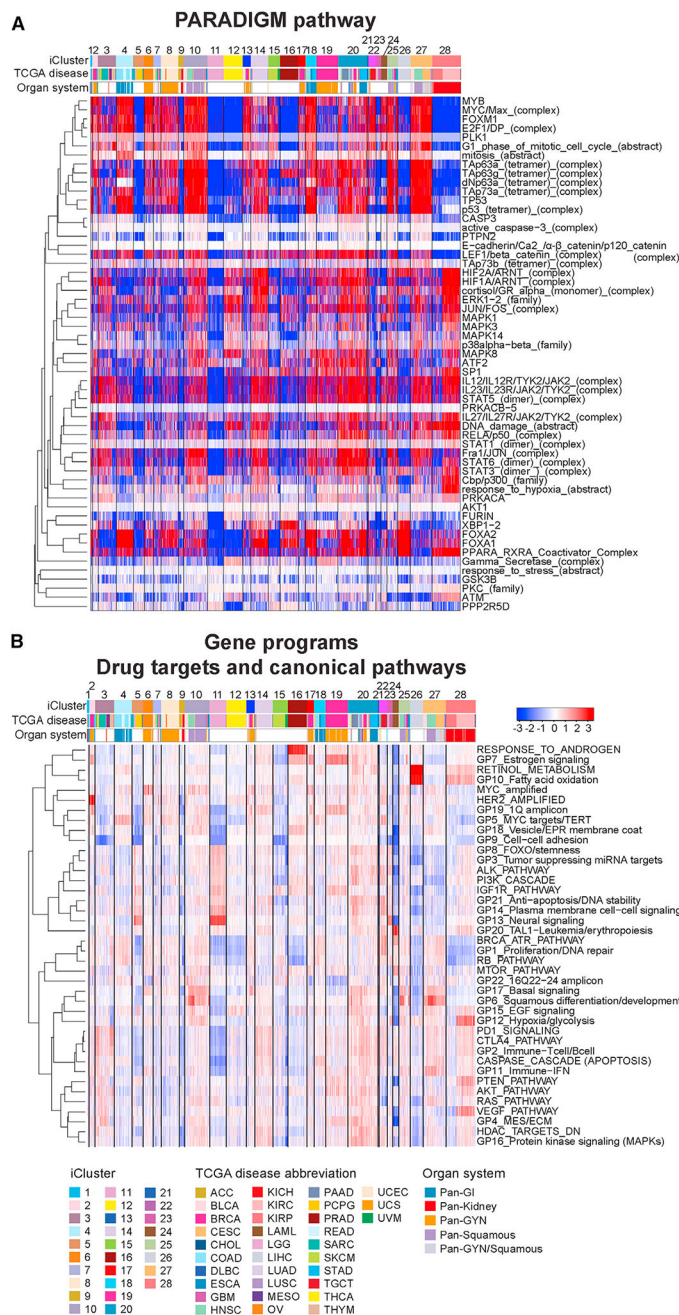 A
PARADIGM pathway
12 3 4 5 6 7 8 9 10 11 12 13 14 15 16 17 18 19 20 21 22 23 24 25 26 27 28
iCluster
TCGA disease
Organ system
MYB
MYC/Max_(complex)
FOXM1
E2F1/DP_(complex)
PLK1
G1_phase_of_mitotic_cell_cycle_(abstract)
mitosis_(abstract)
TAp63a_(tetramer)_(complex)
TAp63g_(tetramer)_(complex)
dNp63a_(tetramer)_(complex)
TAp73a_(tetramer)_(complex)
TP53
p53_(tetramer)_(complex)
CASP3
active_caspase-3_(complex)
PTPN2
E-cadherin/Ca2_/α-β_catenin/p120_catenin
LEF1/beta_catenin_(complex) (complex)
TAp73b_(tetramer)_(complex)
HIF2A/ARNT_(complex)
HIF1A/ARNT_(complex)
cortisol/GR_alpha_(monomer)_(complex)
ERK1-2_(family)
JUN/FOS_(complex)
MAPK1
MAPK3
MAPK14
p38alpha-beta_(family)
MAPK8
ATF2
SP1
IL12/IL12R/TYK2/JAK2_(complex)
IL23/IL23R/JAK2/TYK2_(complex)
STAT5_(dimer)_(complex)
PRKACB-5
IL27/IL27R/JAK2/TYK2_(complex)
DNA_damage_(abstract)
RELA/p50_(complex)
STAT1_(dimer)_(complex)
Fra1/JUN_(complex)
STAT6_(dimer)_(complex)
STAT3_(dimer_)_(complex)
Cbp/p300_(family)
response_to_hypoxia_(abstract)
PRKACA
AKT1
FURIN
XBP1-2
FOXA2
FOXA1
PPARA_RXRA_Coactivator_Complex
Gamma_Secretase_(complex)
response_to_stress_(abstract)
GSK3B
PKC_(family)
ATM
PPP2R5D
B
Gene programs
Drug targets and canonical pathways
1 2 3 4 5 6 7 8 9 10 11 12 13 14 15 16 17 18 19 20 21 22 23 24 25 26 27 28
iCluster
TCGA disease
Organ system
-3 -2 0 2 3
RESPONSE_TO_ANDROGEN
GP7_Estrogen signaling
RETINOL_METABOLISM
GP10_Fatty acid oxidation
MYC_amplified
HER2_AMPLIFIED
GP19_1Q amplicon
GP5_MYC targets/TERT
GP18_Vesicle/EPR membrane coat
GP9_Cell-cell adhesion
GP8_FOXO/stemness
GP3_Tumor suppressing miRNA targets
ALK_PATHWAY
PI3K_CASCADE
IGF1R_PATHWAY
GP21_Anti-apoptosis/DNA stability
GP14_Plasma membrane cell-cell signaling
GP13_Neural signaling
GP20_TAL1-Leukemia/erythropoiesis
BRCA_ATR_PATHWAY
GP1_Proliferation/DNA repair
RB_PATHWAY
MTOR_PATHWAY
GP22_16Q22-24 amplicon
GP17_Basal signaling
GP6_Squamous differentiation/development
GP15_EGF signaling
GP12_Hypoxia/glycolysis
PD1_SIGNALING
CTLA4_PATHWAY
GP2_Immune-Tcell/Bcell
CASPASE_CASCADE (APOPTOSIS)
GP11_Immune-IFN
PTEN_PATHWAY
AKT_PATHWAY
RAS_PATHWAY
VEGF_PATHWAY
GP4_MES/ECM
HDAC_TARGETS_DN
GP16_Protein kinase signaling (MAPKs)
iCluster
1
2
3
4
5
6
7
8
9
10
11
12
13
14
15
16
17
18
19
20
21
22
23
24
25
26
27
28
TCGA disease abbreviation
ACC
BLCA
BRCA
CESC
CHOL
COAD
DLBC
ESCA
GBM
HNSC
KICH
KIRC
KIRP
LAML
LGG
LIHC
LUAD
LUSC
MESO
OV
PAAD
PCPG
PRAD
READ
SARC
SKCM
STAD
TGCT
THCA
THYM
UCEC
UCS
UVM
Organ system
Pan-GI
Pan-Kidney
Pan-GYN
Pan-Squamous
Pan-GYN/Squamous